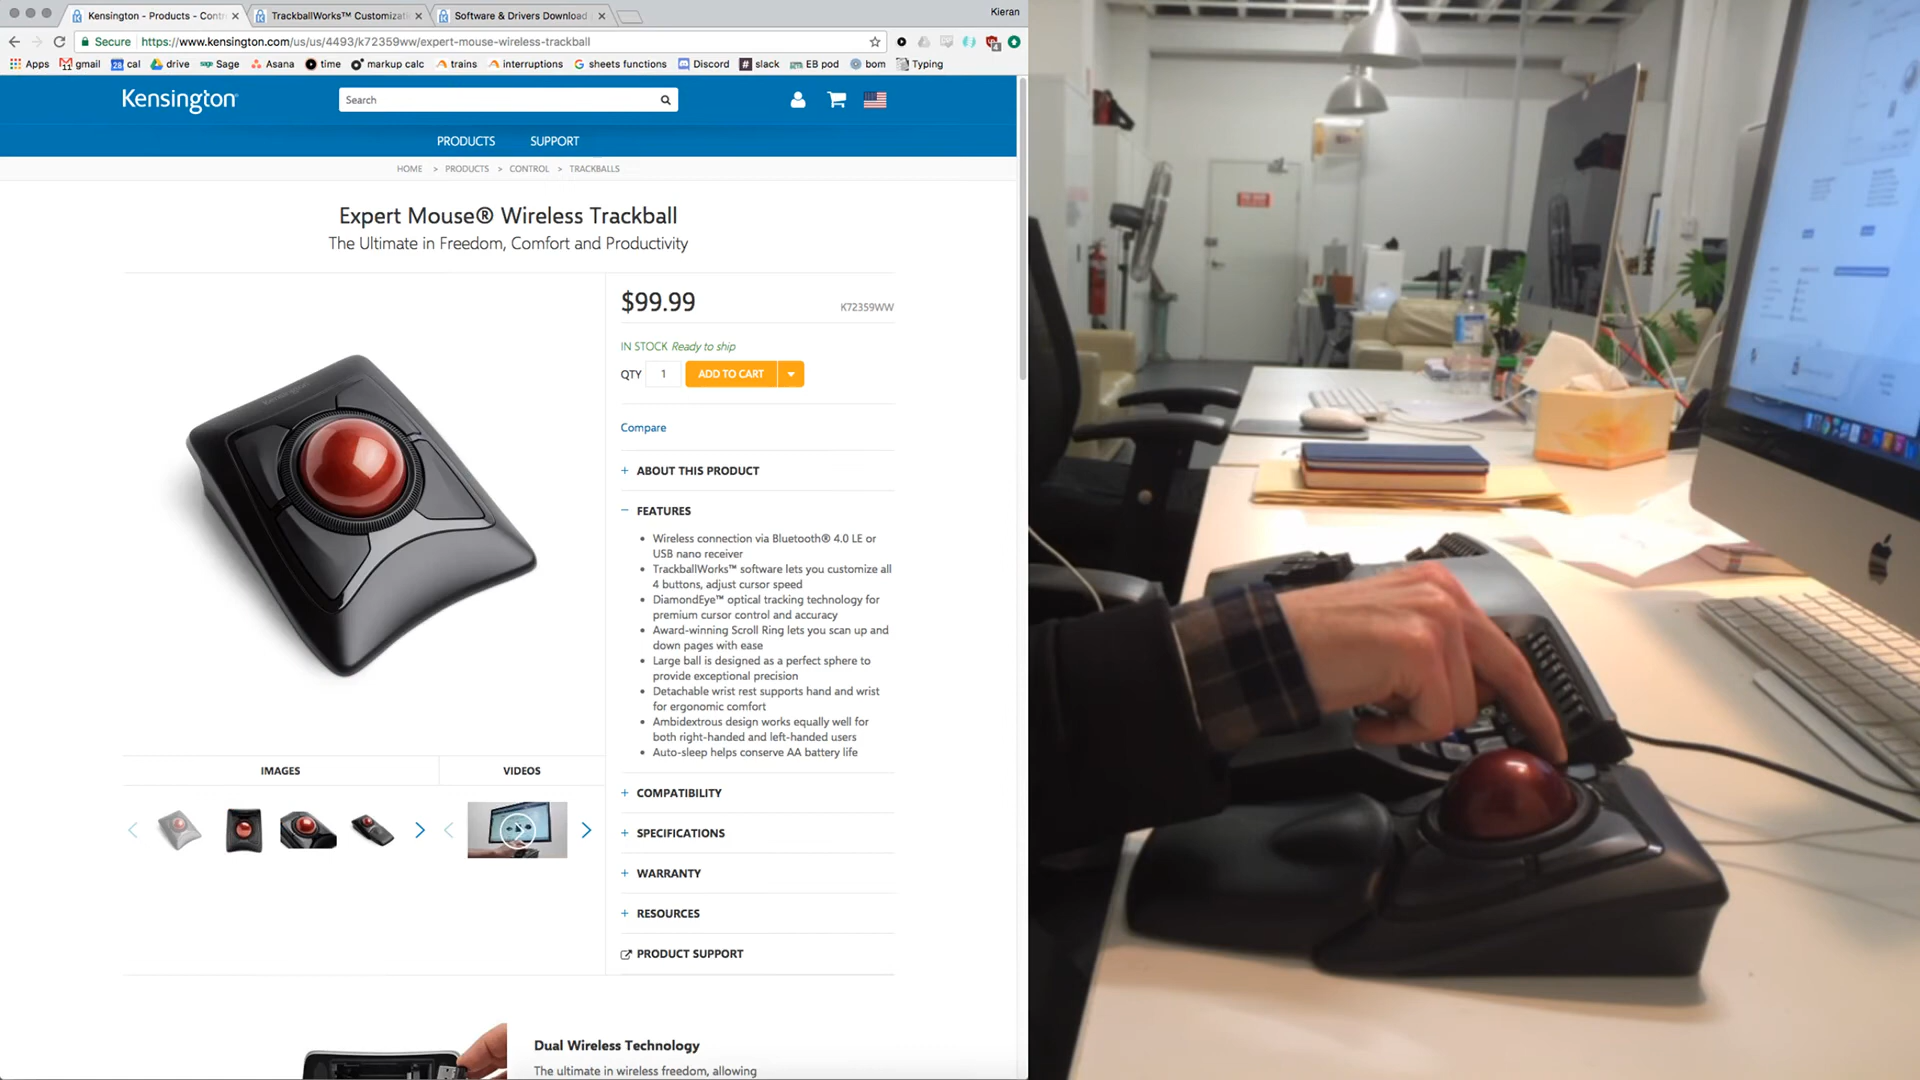 Kensington - Products - Contr
TrackballWorks™ Customizati
Software & Drivers Download
Kieran
Secure
https://www.kensington.com/us/us/4493/k72359ww/expert-mouse-wireless-trackball
Apps
gmail
cal
drive
Sage
Asana
time
markup calc
trains
interruptions
sheets functions
Discord
slack
EB pod
bom
Typing
Kensington
Search
PRODUCTS
SUPPORT
HOME > PRODUCTS > CONTROL > TRACKBALLS
Expert Mouse® Wireless Trackball
The Ultimate in Freedom, Comfort and Productivity
$99.99
K72359WW
IN STOCK Ready to ship
QTY 1 ADD TO CART
Compare
+ ABOUT THIS PRODUCT
− FEATURES
• Wireless connection via Bluetooth® 4.0 LE or
USB nano receiver
• TrackballWorks™ software lets you customize all
4 buttons, adjust cursor speed
• DiamondEye™ optical tracking technology for
premium cursor control and accuracy
• Award-winning Scroll Ring lets you scan up and
down pages with ease
• Large ball is designed as a perfect sphere to
provide exceptional precision
• Detachable wrist rest supports hand and wrist
for ergonomic comfort
• Ambidextrous design works equally well for
both right-handed and left-handed users
• Auto-sleep helps conserve AA battery life
IMAGES
VIDEOS
+ COMPATIBILITY
+ SPECIFICATIONS
+ WARRANTY
+ RESOURCES
PRODUCT SUPPORT
Dual Wireless Technology
The ultimate in wireless freedom, allowing